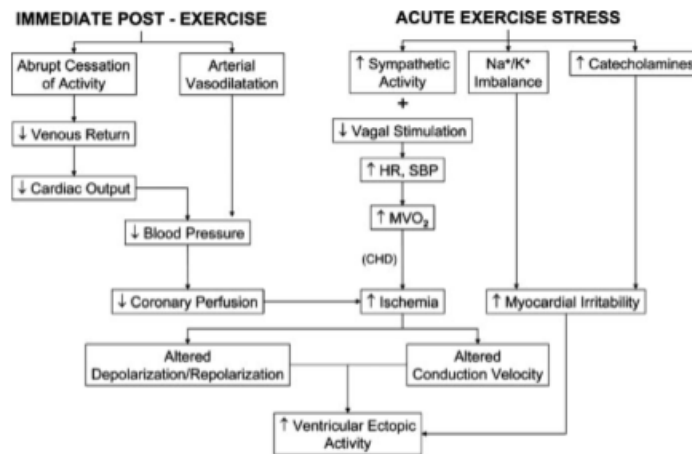 IMMEDIATE POST - EXERCISE
ACUTE EXERCISE STRESS
Abrupt Cessation
of Activity
Arterial
Vasodilatation
↑ Sympathetic
Activity
Na⁺/K⁺
Imbalance
↑ Catecholamines
+
↓ Venous Return
↓ Vagal Stimulation
↑ HR, SBP
↓ Cardiac Output
↑ MVO₂
↓ Blood Pressure
(CHD)
↓ Coronary Perfusion
↑ Ischemia
↑ Myocardial Irritability
Altered
Depolarization/Repolarization
Altered
Conduction Velocity
↑ Ventricular Ectopic
Activity